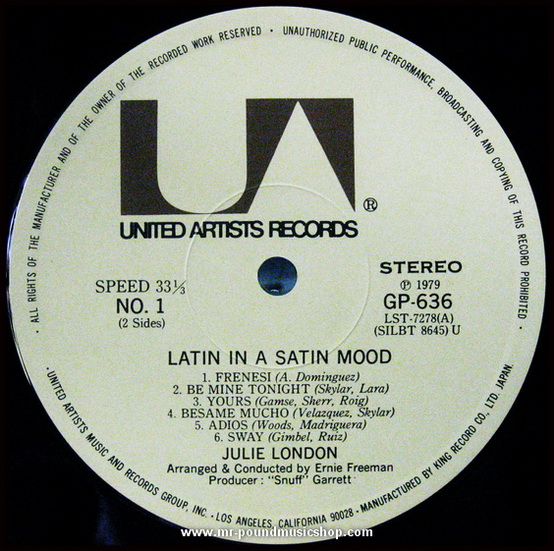 · ALL RIGHTS OF THE MANUFACTURER AND OF THE OWNER OF THE RECORDED WORK RESERVED · UNAUTHORIZED PUBLIC PERFORMANCE, BROADCASTING AND COPYING OF THIS RECORD PROHIBITED ·
UA®
UNITED ARTISTS RECORDS
SPEED 33⅓
NO. 1
(2 Sides)
STEREO
Ⓟ 1979
GP-636
LST-7278(A)
(SILBT 8645) U
LATIN IN A SATIN MOOD
1. FRENESI (A. Dominguez)
2. BE MINE TONIGHT (Skylar, Lara)
3. YOURS (Gamse, Sherr, Roig)
4. BESAME MUCHO (Velazquez, Skylar)
5. ADIOS (Woods, Madriguera)
6. SWAY (Gimbel, Ruiz)
JULIE LONDON
Arranged & Conducted by Ernie Freeman
Producer : "Snuff" Garrett
· UNITED ARTISTS MUSIC AND RECORDS GROUP, INC. · LOS ANGELES, CALIFORNIA 90028 · MANUFACTURED BY KING RECORD CO., LTD. JAPAN.
www.mr-poundmusicshop.com